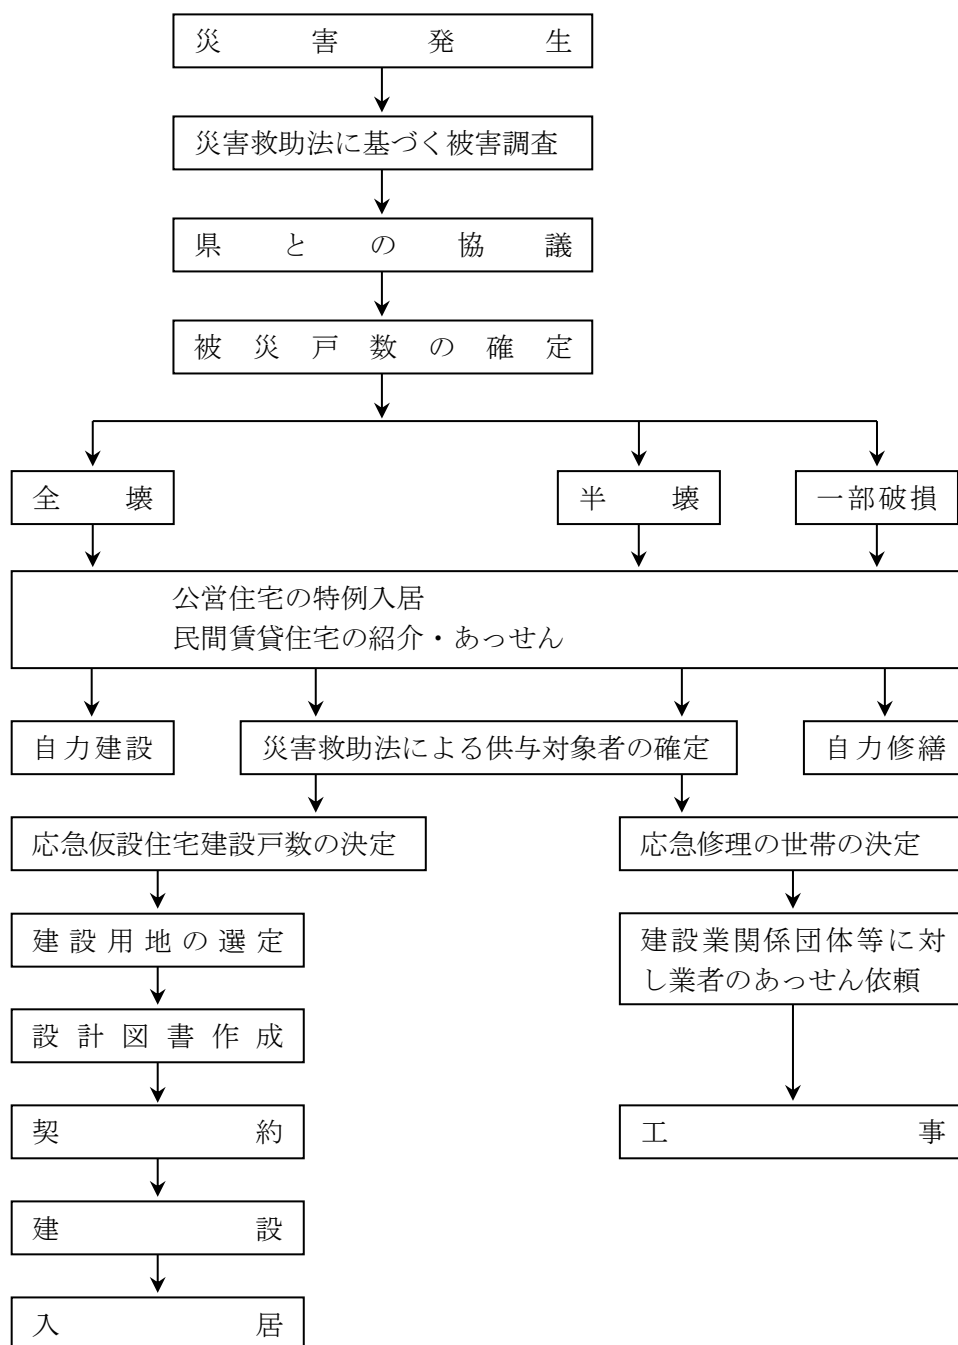 災害発生
災害救助法に基づく被害調査
県との協議
被災戸数の確定
全壊
半壊
一部破損
公営住宅の特例入居
民間賃貸住宅の紹介・あっせん
自力建設
災害救助法による供与対象者の確定
自力修繕
応急仮設住宅建設戸数の決定
応急修理の世帯の決定
建設用地の選定
建設業関係団体等に対
し業者のあっせん依頼
設計図書作成
契約
工事
建設
入居